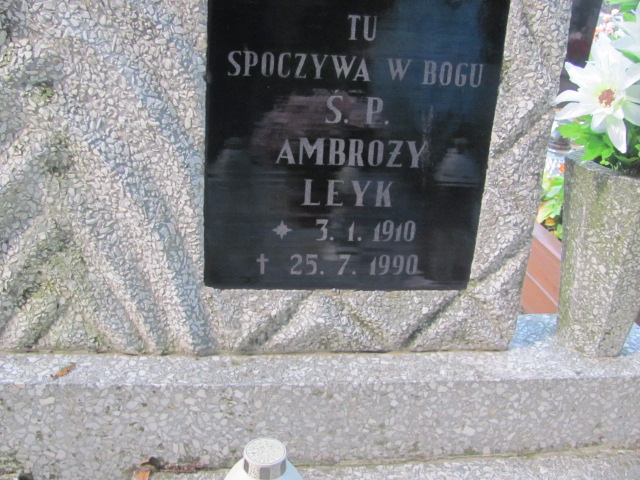 TU
SPOCZYWA W BOGU
Ś. P.
AMBROŻY
LEYK
3. 1. 1910
† 25. 7. 1990